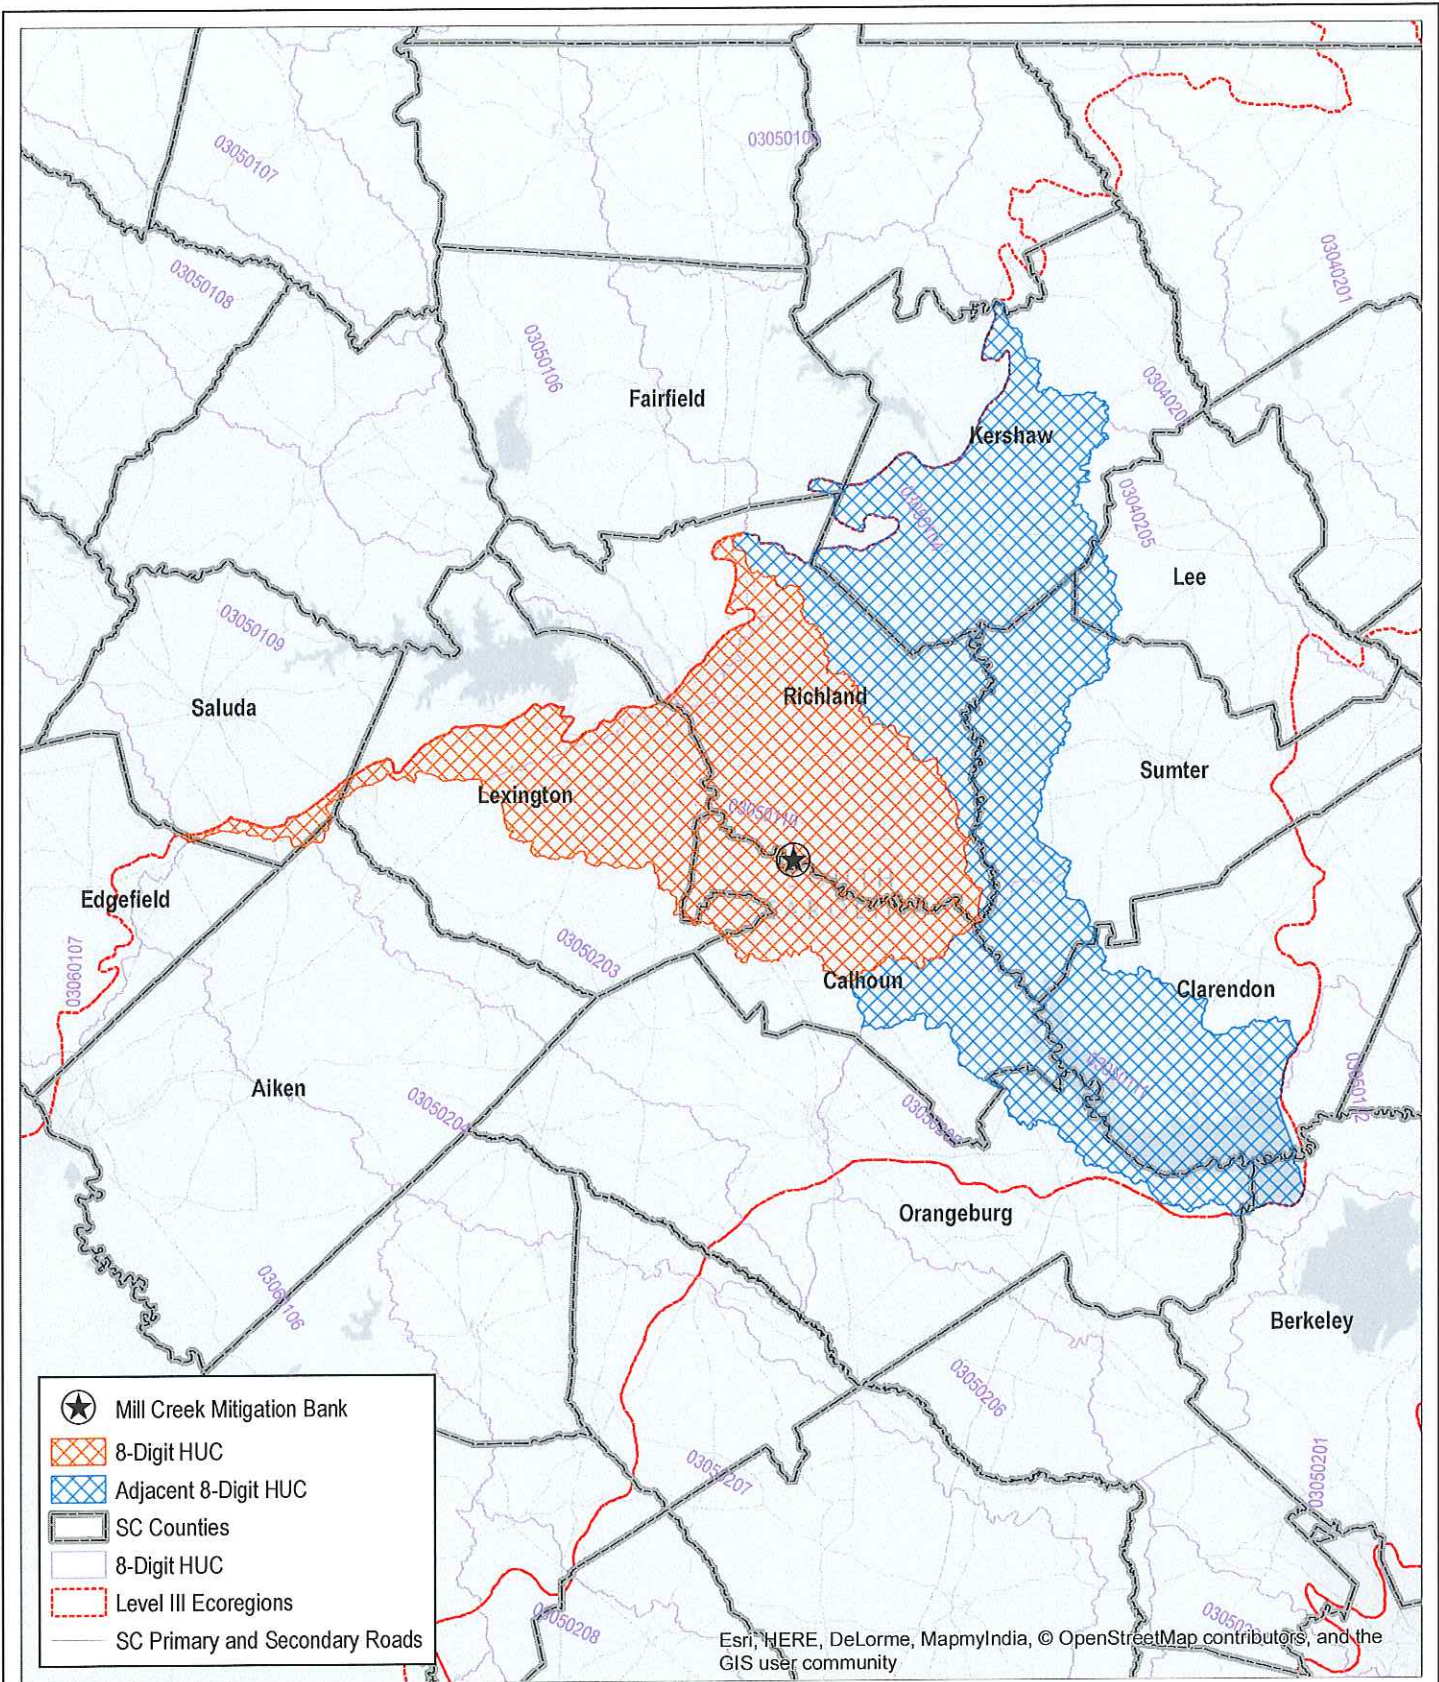 03050107
03050108
03050106
Fairfield
03040201
Kershaw
03040205
Lee
03050109
Saluda
Richland
Sumter
Lexington
03050110
Edgefield
03060107
03050203
Calhoun
Clarendon
03050111
03050112
Aiken
03050204
Orangeburg
03060106
Berkeley
03050206
03050207
03050201
03050208
Mill Creek Mitigation Bank
8-Digit HUC
Adjacent 8-Digit HUC
SC Counties
8-Digit HUC
Level III Ecoregions
SC Primary and Secondary Roads
Esri, HERE, DeLorme, MapmyIndia, © OpenStreetMap contributors, and the
GIS user community